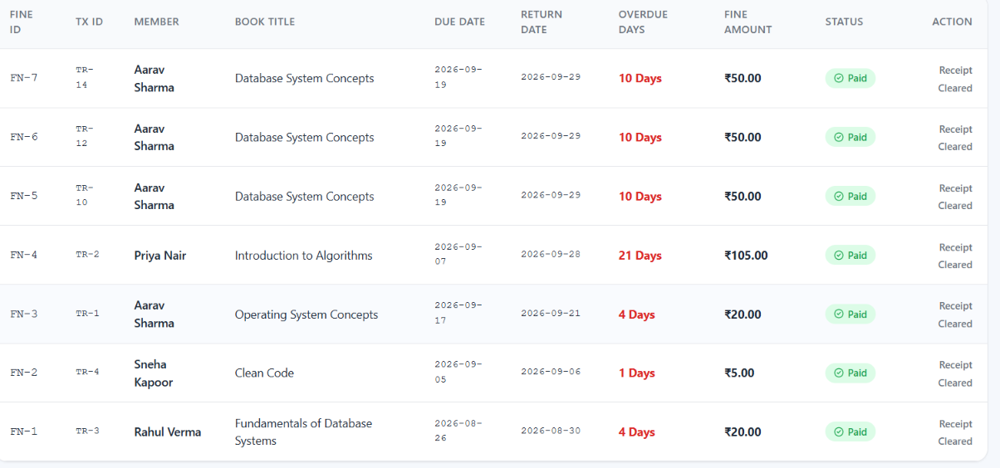 FINE ID TX ID MEMBER BOOK TITLE DUE DATE RETURN DATE OVERDUE DAYS FINE AMOUNT STATUS ACTION
FN-7 TR-14 Aarav Sharma Database System Concepts 2026-09-19 2026-09-29 10 Days ₹50.00 Paid Receipt Cleared
FN-6 TR-12 Aarav Sharma Database System Concepts 2026-09-19 2026-09-29 10 Days ₹50.00 Paid Receipt Cleared
FN-5 TR-10 Aarav Sharma Database System Concepts 2026-09-19 2026-09-29 10 Days ₹50.00 Paid Receipt Cleared
FN-4 TR-2 Priya Nair Introduction to Algorithms 2026-09-07 2026-09-28 21 Days ₹105.00 Paid Receipt Cleared
FN-3 TR-1 Aarav Sharma Operating System Concepts 2026-09-17 2026-09-21 4 Days ₹20.00 Paid Receipt Cleared
FN-2 TR-4 Sneha Kapoor Clean Code 2026-09-05 2026-09-06 1 Days ₹5.00 Paid Receipt Cleared
FN-1 TR-3 Rahul Verma Fundamentals of Database Systems 2026-08-26 2026-08-30 4 Days ₹20.00 Paid Receipt Cleared